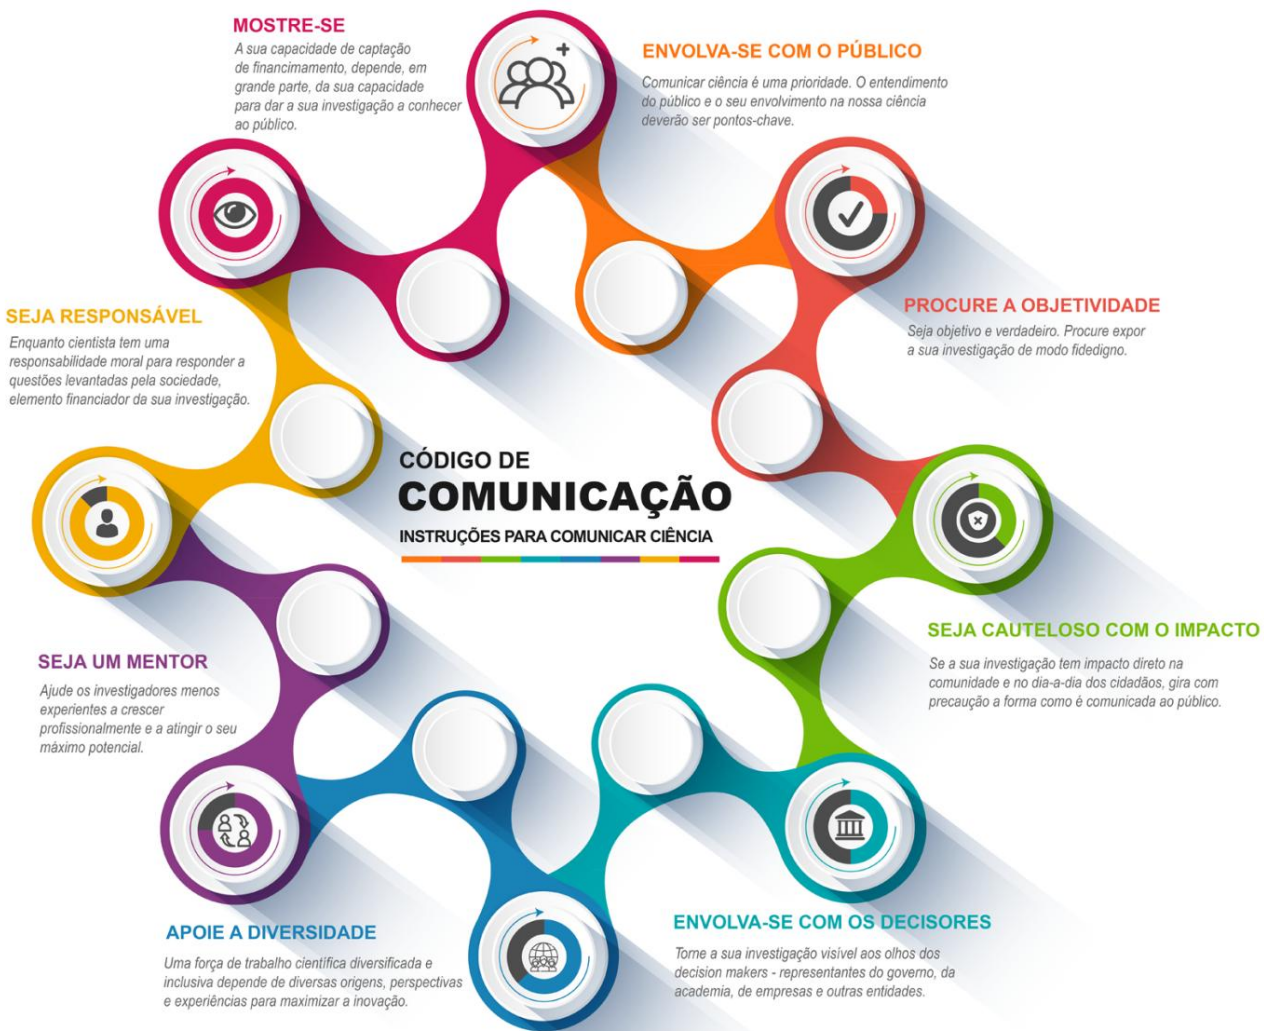 MOSTRE-SE
A sua capacidade de captação
de financimamento, depende, em
grande parte, da sua capacidade
para dar a sua investigação a conhecer
ao público.
ENVOLVA-SE COM O PÚBLICO
Comunicar ciência é uma prioridade. O entendimento
do público e o seu envolvimento na nossa ciência
deverão ser pontos-chave.
PROCURE A OBJETIVIDADE
Seja objetivo e verdadeiro. Procure expor
a sua investigação de modo fidedigno.
SEJA RESPONSÁVEL
Enquanto cientista tem uma
responsabilidade moral para responder a
questões levantadas pela sociedade,
elemento financiador da sua investigação.
CÓDIGO DE
COMUNICAÇÃO
INSTRUÇÕES PARA COMUNICAR CIÊNCIA
SEJA CAUTELOSO COM O IMPACTO
Se a sua investigação tem impacto direto na
comunidade e no dia-a-dia dos cidadãos, gira com
precaução a forma como é comunicada ao público.
SEJA UM MENTOR
Ajude os investigadores menos
experientes a crescer
profissionalmente e a atingir o seu
máximo potencial.
ENVOLVA-SE COM OS DECISORES
Torne a sua investigação visível aos olhos dos
decision makers - representantes do governo, da
academia, de empresas e outras entidades.
APOIE A DIVERSIDADE
Uma força de trabalho científica diversificada e
inclusiva depende de diversas origens, perspectivas
e experiências para maximizar a inovação.